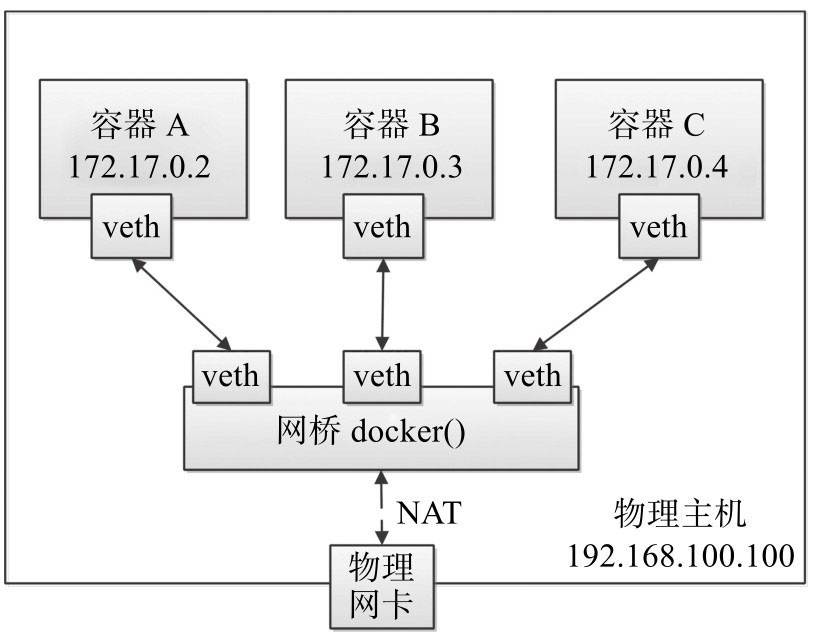 容器 A
172.17.0.2
容器 B
172.17.0.3
容器 C
172.17.0.4
veth
veth
veth
veth
veth
veth
网桥 docker()
NAT
物理主机
192.168.100.100
物理
网卡